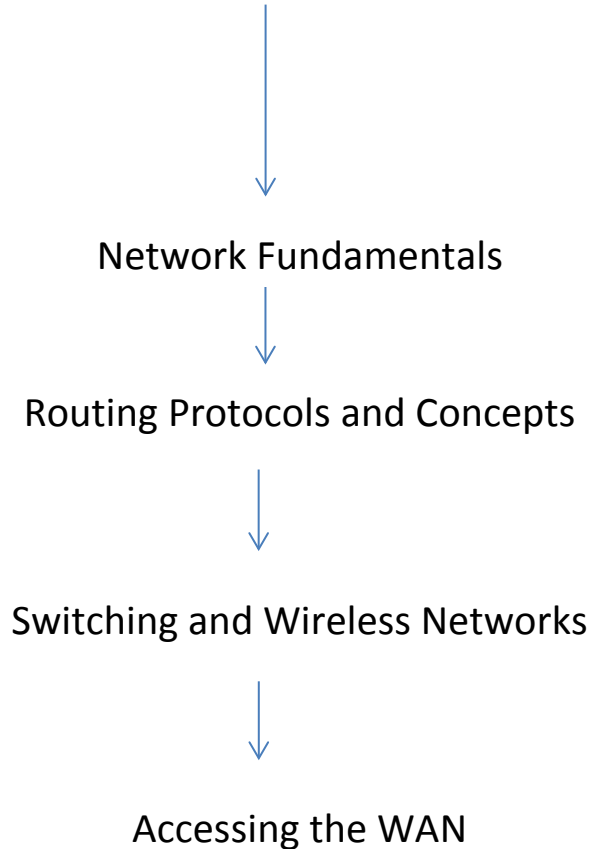 Network Fundamentals
Routing Protocols and Concepts
Switching and Wireless Networks
Accessing the WAN